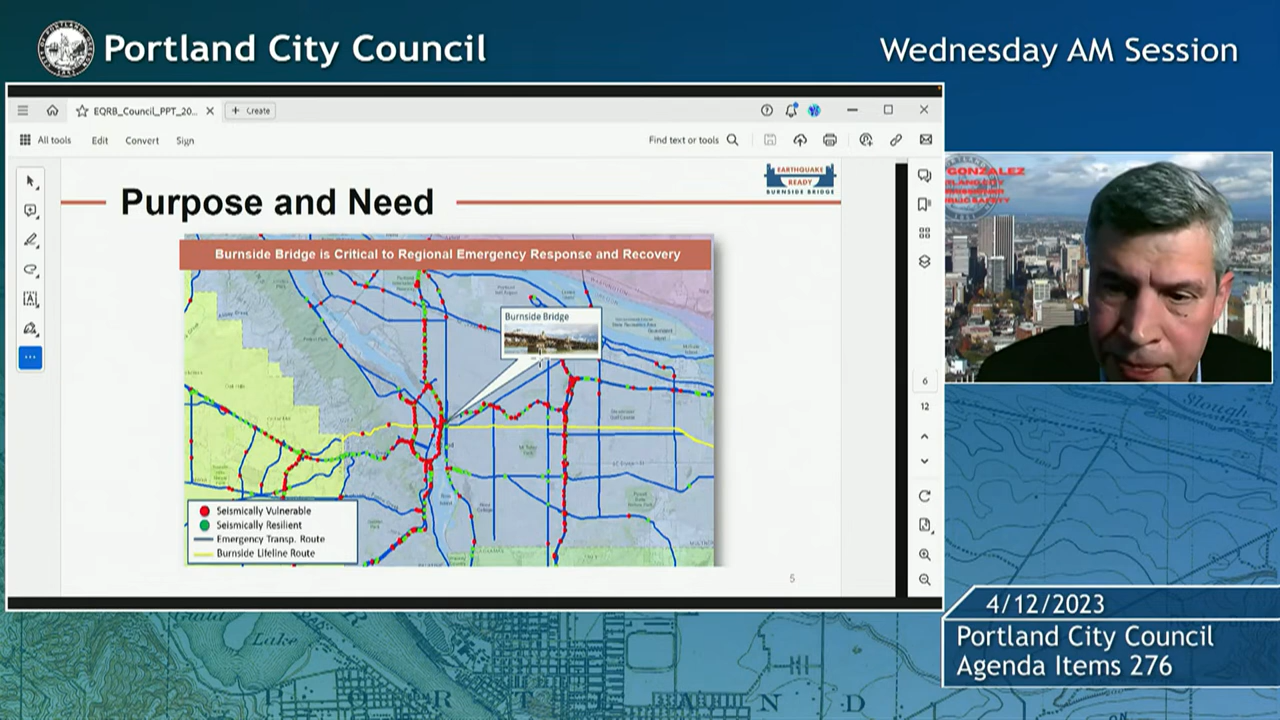 Portland City Council
Wednesday AM Session
EQRB_Council_PPT_20...
Create
All tools
Edit
Convert
Sign
Find text or tools
EARTHQUAKE
READY
BURNSIDE BRIDGE
Purpose and Need
Burnside Bridge is Critical to Regional Emergency Response and Recovery
Burnside Bridge
Seismically Vulnerable
Seismically Resilient
Emergency Transp. Route
Burnside Lifeline Route
5
6
12
GONZALEZ
4/12/2023
Portland City Council
Agenda Items 276
Guild
Lake
Slough